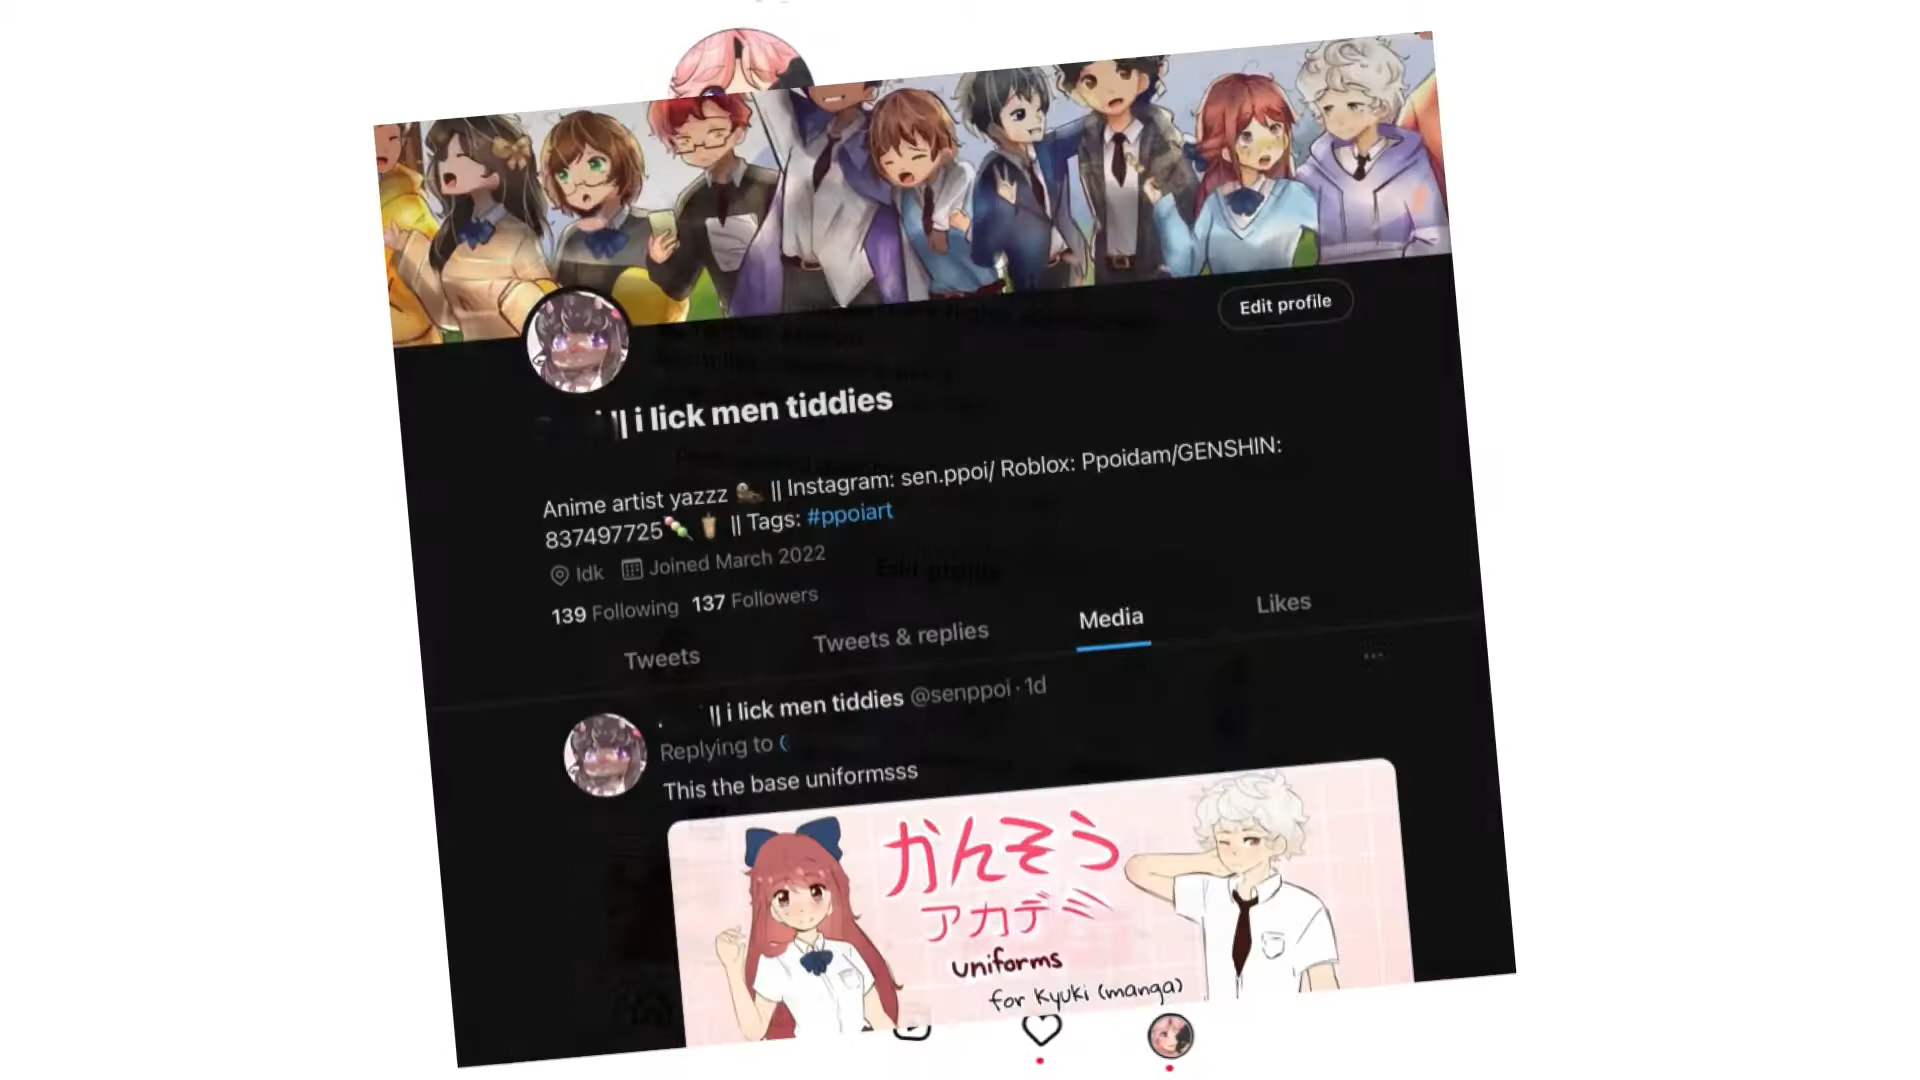 Edit profile
|| i lick men tiddies
Anime artist yazzz 🦦 || Instagram: sen.ppoi/ Roblox: Ppoidam/GENSHIN:
837497725🍡 🧋 || Tags: #ppoiart
Idk Joined March 2022
139 Following 137 Followers
Tweets Tweets & replies Media Likes
|| i lick men tiddies @senppoi · 1d
Replying to
This the base uniformsss
かんそう
アカデミ
uniforms
for Kyuki (manga)